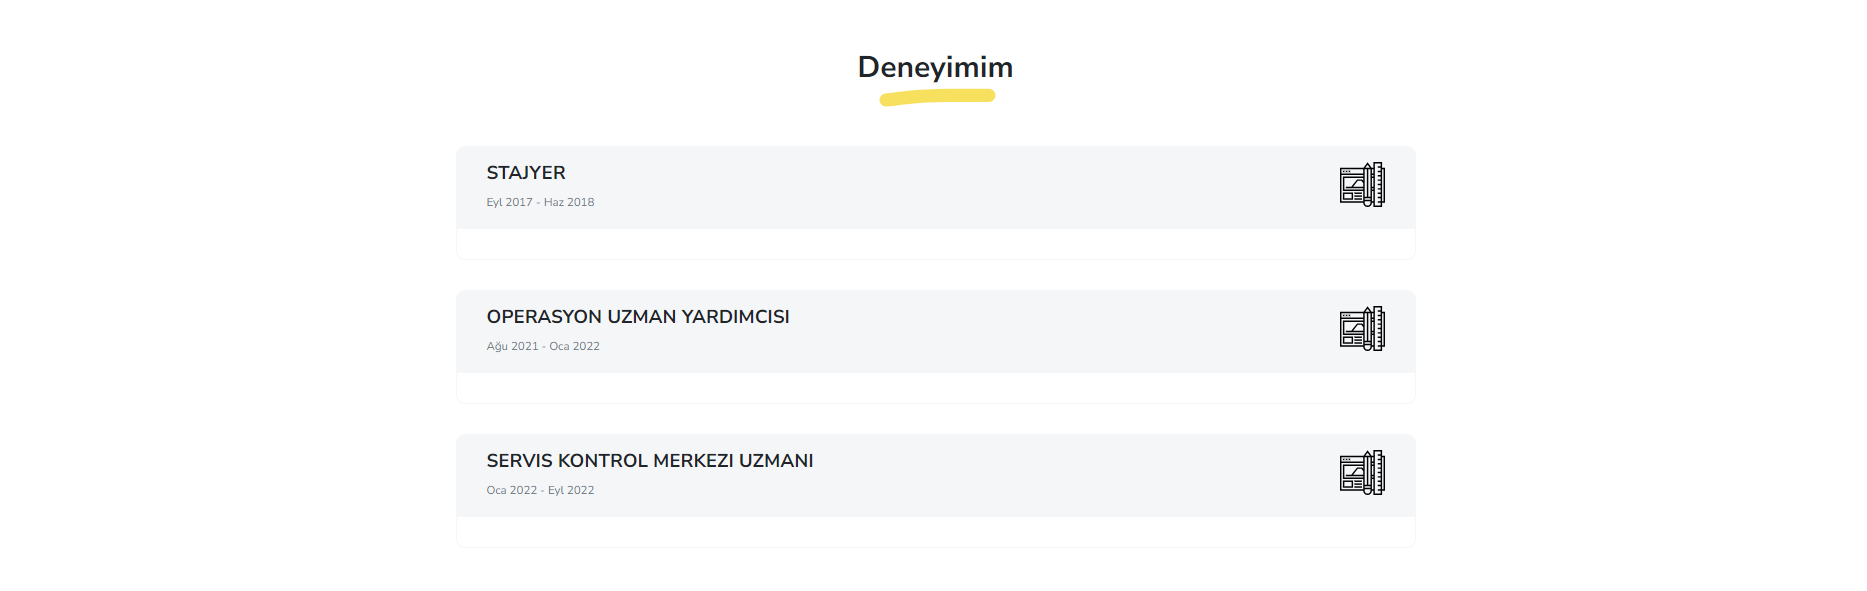 Deneyimim
STAJYER
Eyl 2017 - Haz 2018
OPERASYON UZMAN YARDIMCISI
Ağu 2021 - Oca 2022
SERVIS KONTROL MERKEZI UZMANI
Oca 2022 - Eyl 2022